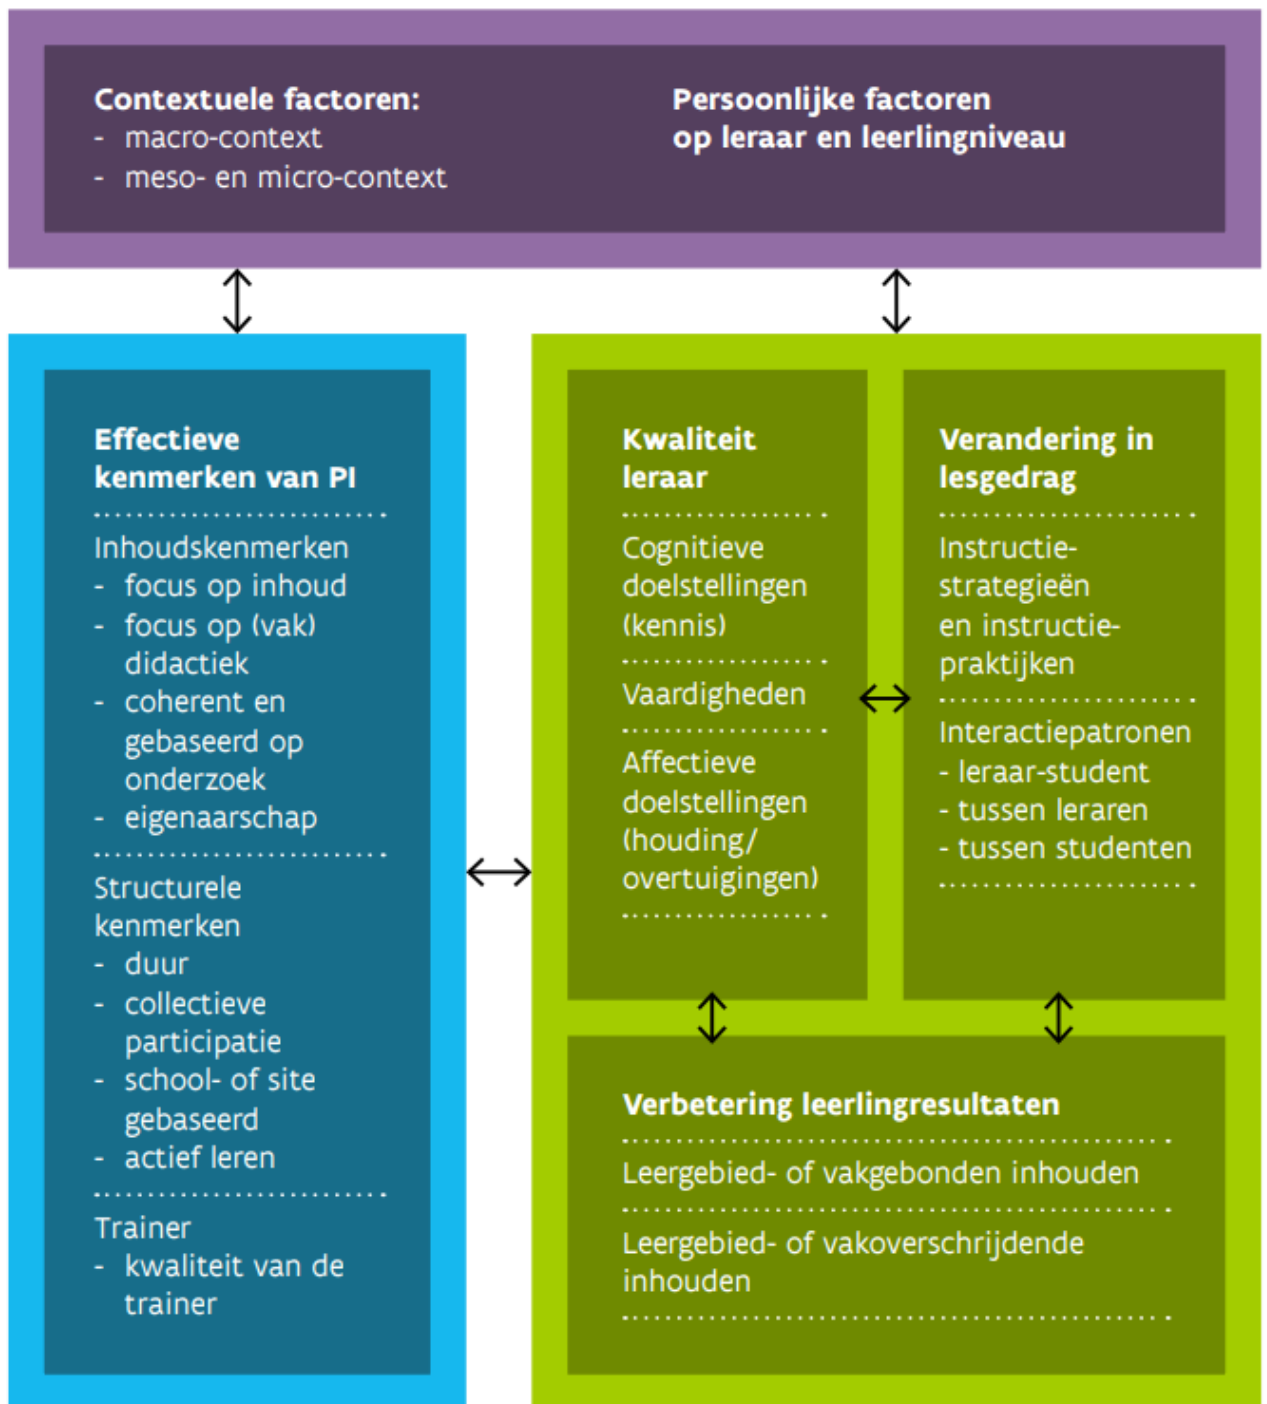 Contextuele factoren:
- macro-context
- meso- en micro-context
Persoonlijke factoren
op leraar en leerlingniveau
Effectieve
kenmerken van PI
Inhoudskenmerken
- focus op inhoud
- focus op (vak)
didactiek
- coherent en
gebaseerd op
onderzoek
- eigenaarschap
Structurele
kenmerken
- duur
- collectieve
participatie
- school- of site
gebaseerd
- actief leren
Trainer
- kwaliteit van de
trainer
Kwaliteit
leraar
Cognitieve
doelstellingen
(kennis)
Vaardigheden
Affectieve
doelstellingen
(houding/
overtuigingen)
Verandering in
lesgedrag
Instructie-
strategieën
en instructie-
praktijken
Interactiepatronen
- leraar-student
- tussen leraren
- tussen studenten
Verbetering leerlingresultaten
Leergebied- of vakgebonden inhouden
Leergebied- of vakoverschrijdende
inhouden